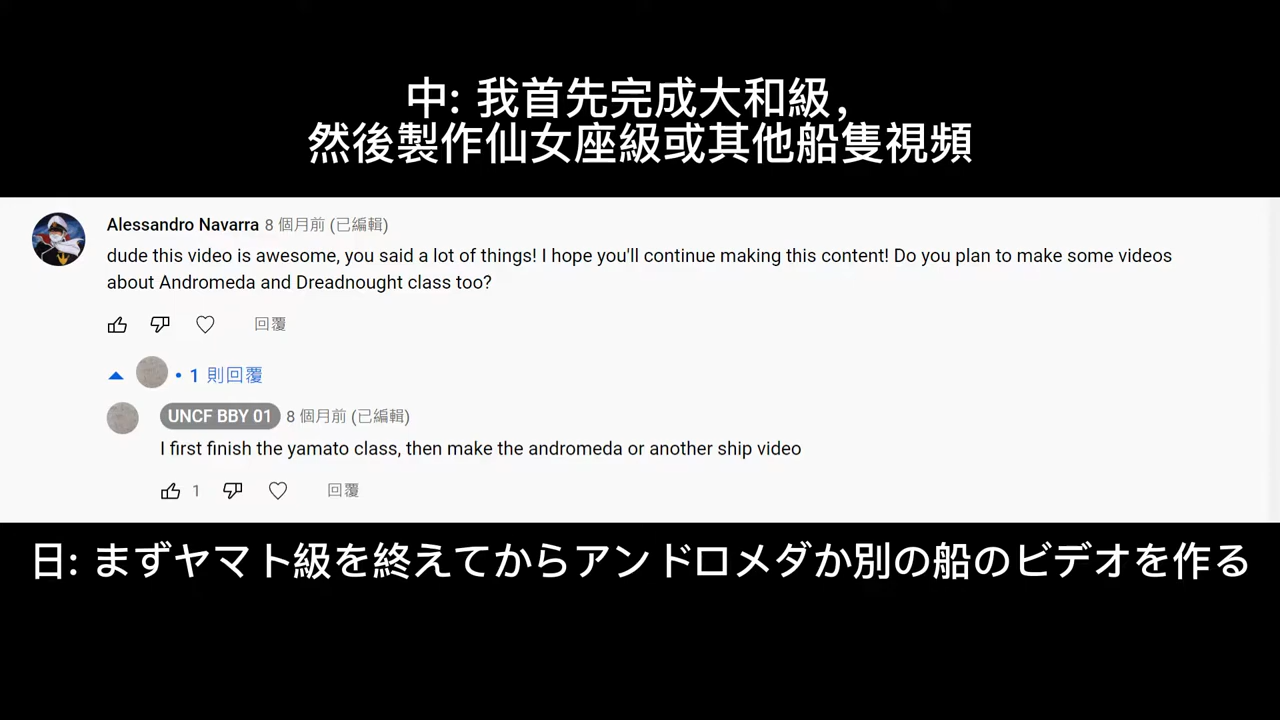 中: 我首先完成大和級，
然後製作仙女座級或其他船隻視頻
Alessandro Navarra 8 個月前 (已編輯)
dude this video is awesome, you said a lot of things! I hope you'll continue making this content! Do you plan to make some videos
about Andromeda and Dreadnought class too?
回覆
• 1 則回覆
UNCF BBY 01 8 個月前 (已編輯)
I first finish the yamato class, then make the andromeda or another ship video
1 回覆
日: まずヤマト級を終えてからアンドロメダか別の船のビデオを作る